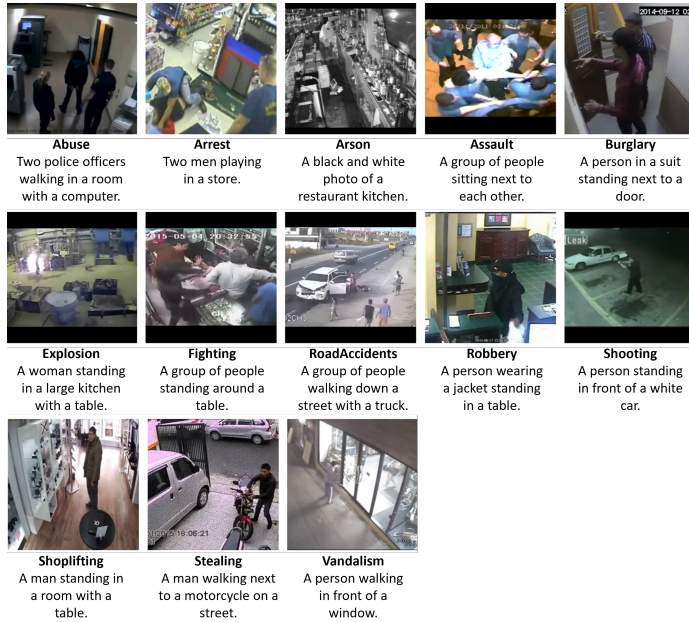 2014-09-12
Abuse
Two police officers
walking in a room
with a computer.
Arrest
Two men playing
in a store.
Arson
A black and white
photo of a
restaurant kitchen.
Assault
A group of people
sitting next to
each other.
Burglary
A person in a suit
standing next to a
door.
Leak
Explosion
A woman standing
in a large kitchen
with a table.
Fighting
A group of people
standing around a
table.
RoadAccidents
A group of people
walking down a
street with a truck.
Robbery
A person wearing
a jacket standing
in a table.
Shooting
A person standing
in front of a white
car.
18:06:21
Shoplifting
A man standing in
a room with a
table.
Stealing
A man walking next
to a motorcycle on a
street.
Vandalism
A person walking
in front of a
window.